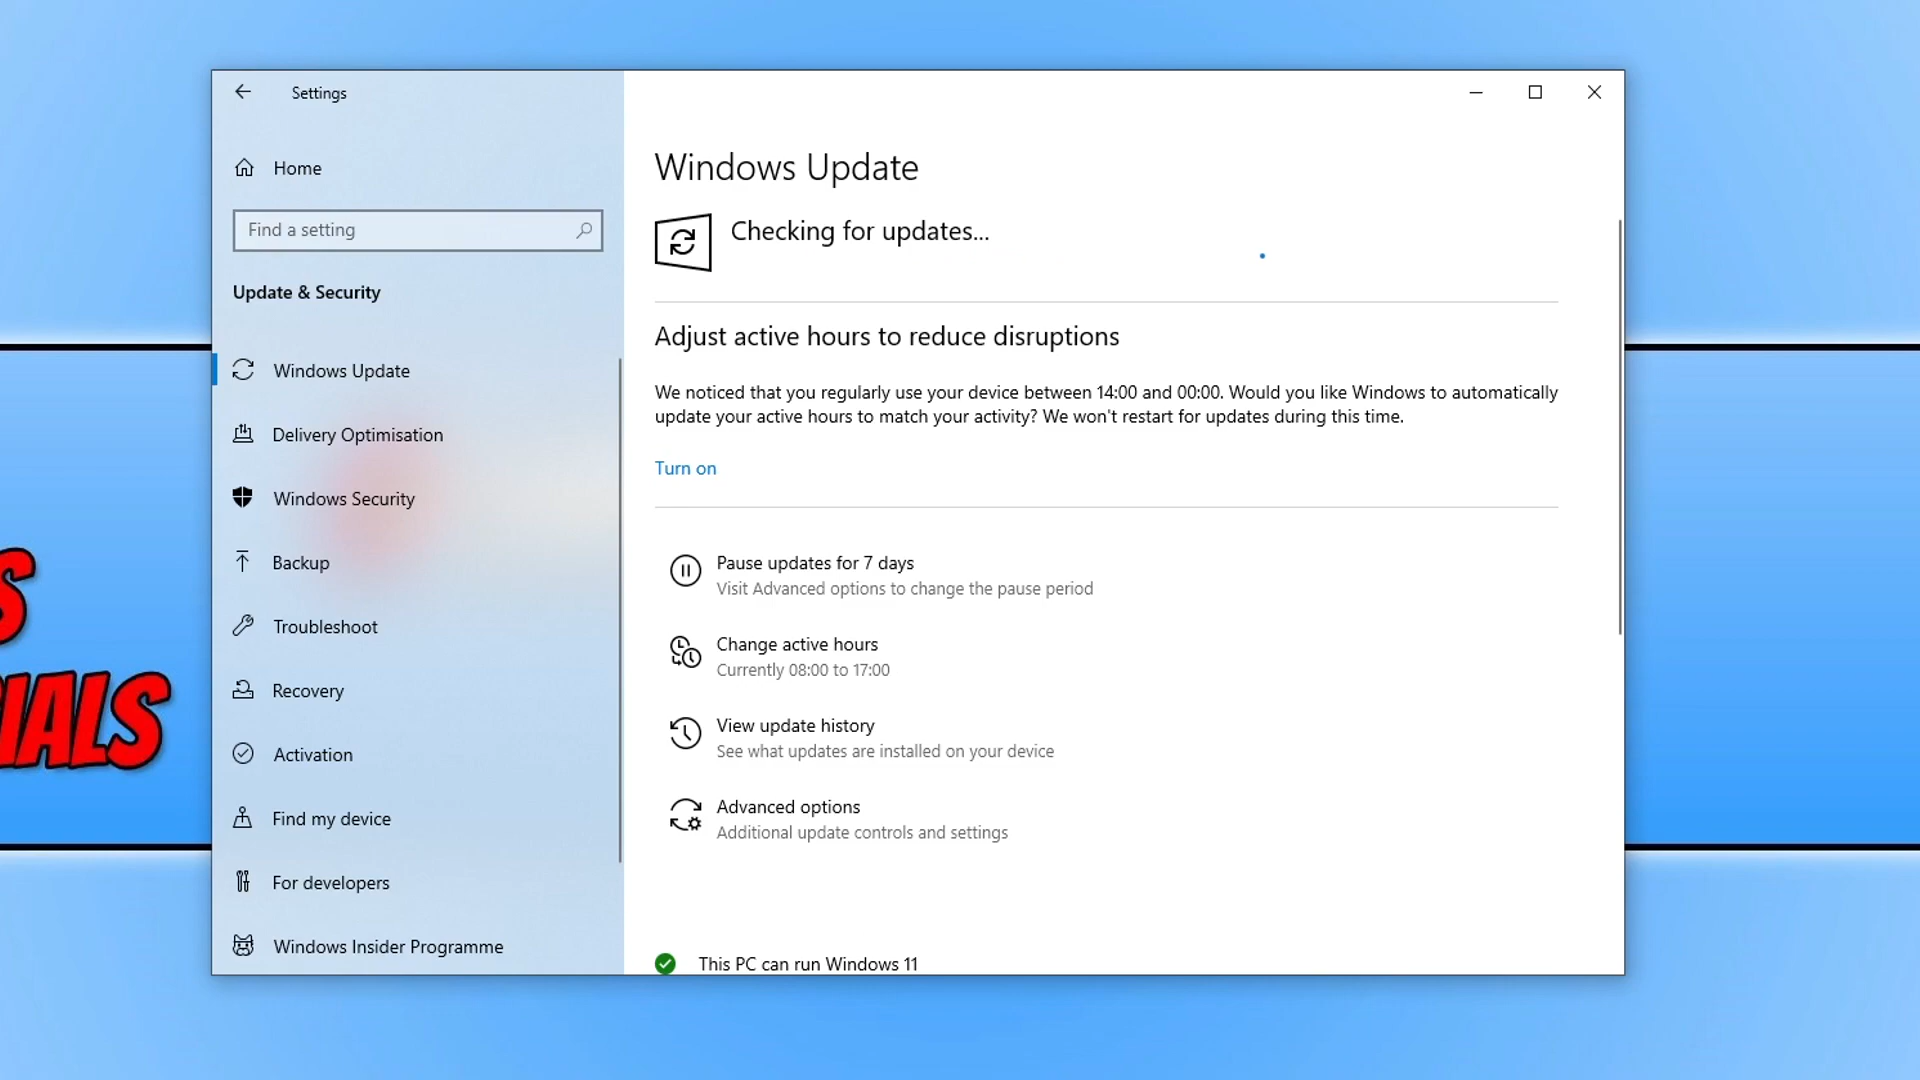 Settings
Home
Find a setting
Update & Security
Windows Update
Delivery Optimisation
Windows Security
Backup
Troubleshoot
Recovery
Activation
Find my device
For developers
Windows Insider Programme
Windows Update
Checking for updates...
Adjust active hours to reduce disruptions
We noticed that you regularly use your device between 14:00 and 00:00. Would you like Windows to automatically
update your active hours to match your activity? We won't restart for updates during this time.
Turn on
Pause updates for 7 days
Visit Advanced options to change the pause period
Change active hours
Currently 08:00 to 17:00
View update history
See what updates are installed on your device
Advanced options
Additional update controls and settings
This PC can run Windows 11